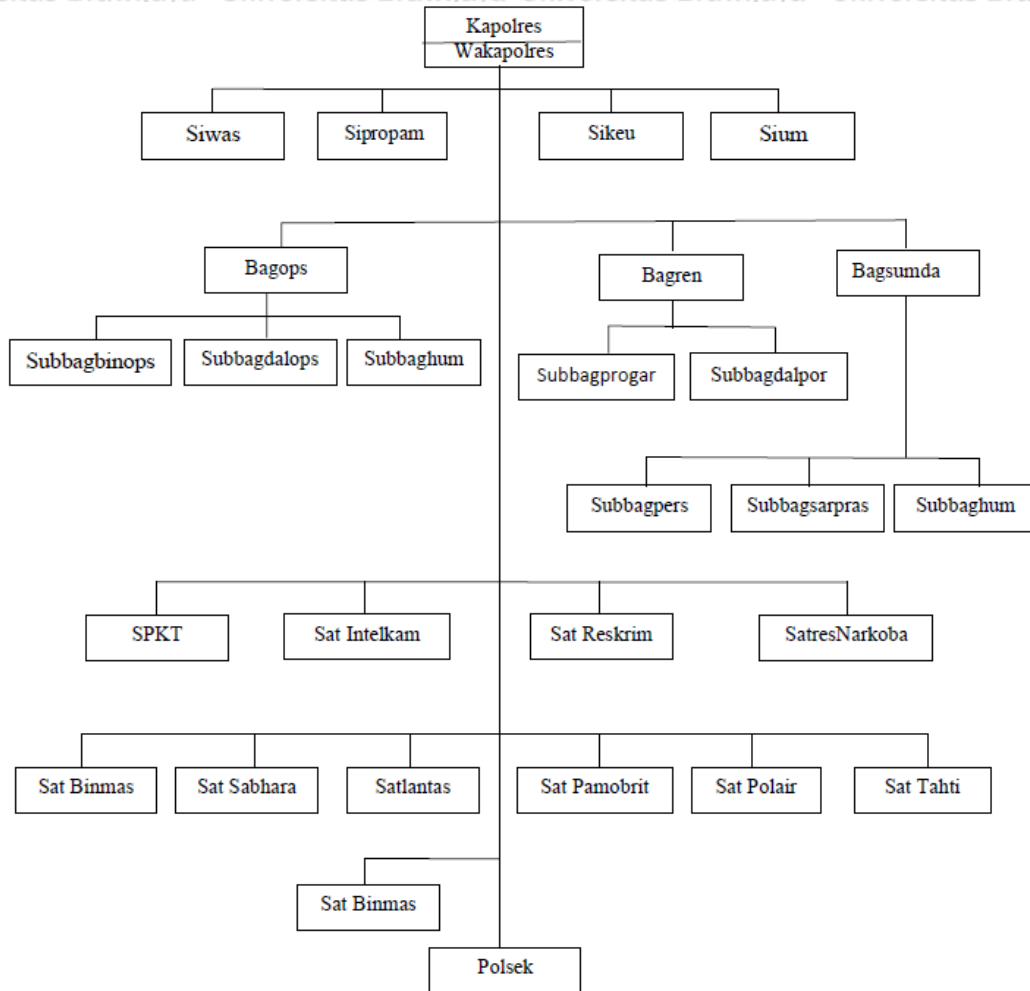 Kapolres
Wakapolres
Siwas
Sipropam
Sikeu
Sium
Bagops
Bagren
Bagsumda
Subbagbinops
Subbagdalops
Subbaghum
Subbagprogar
Subbagdalpor
Subbagpers
Subbagsarpras
Subbaghum
SPKT
Sat Intelkam
Sat Reskrim
SatresNarkoba
Sat Binmas
Sat Sabhara
Satlantas
Sat Pamobrit
Sat Polair
Sat Tahti
Sat Binmas
Polsek